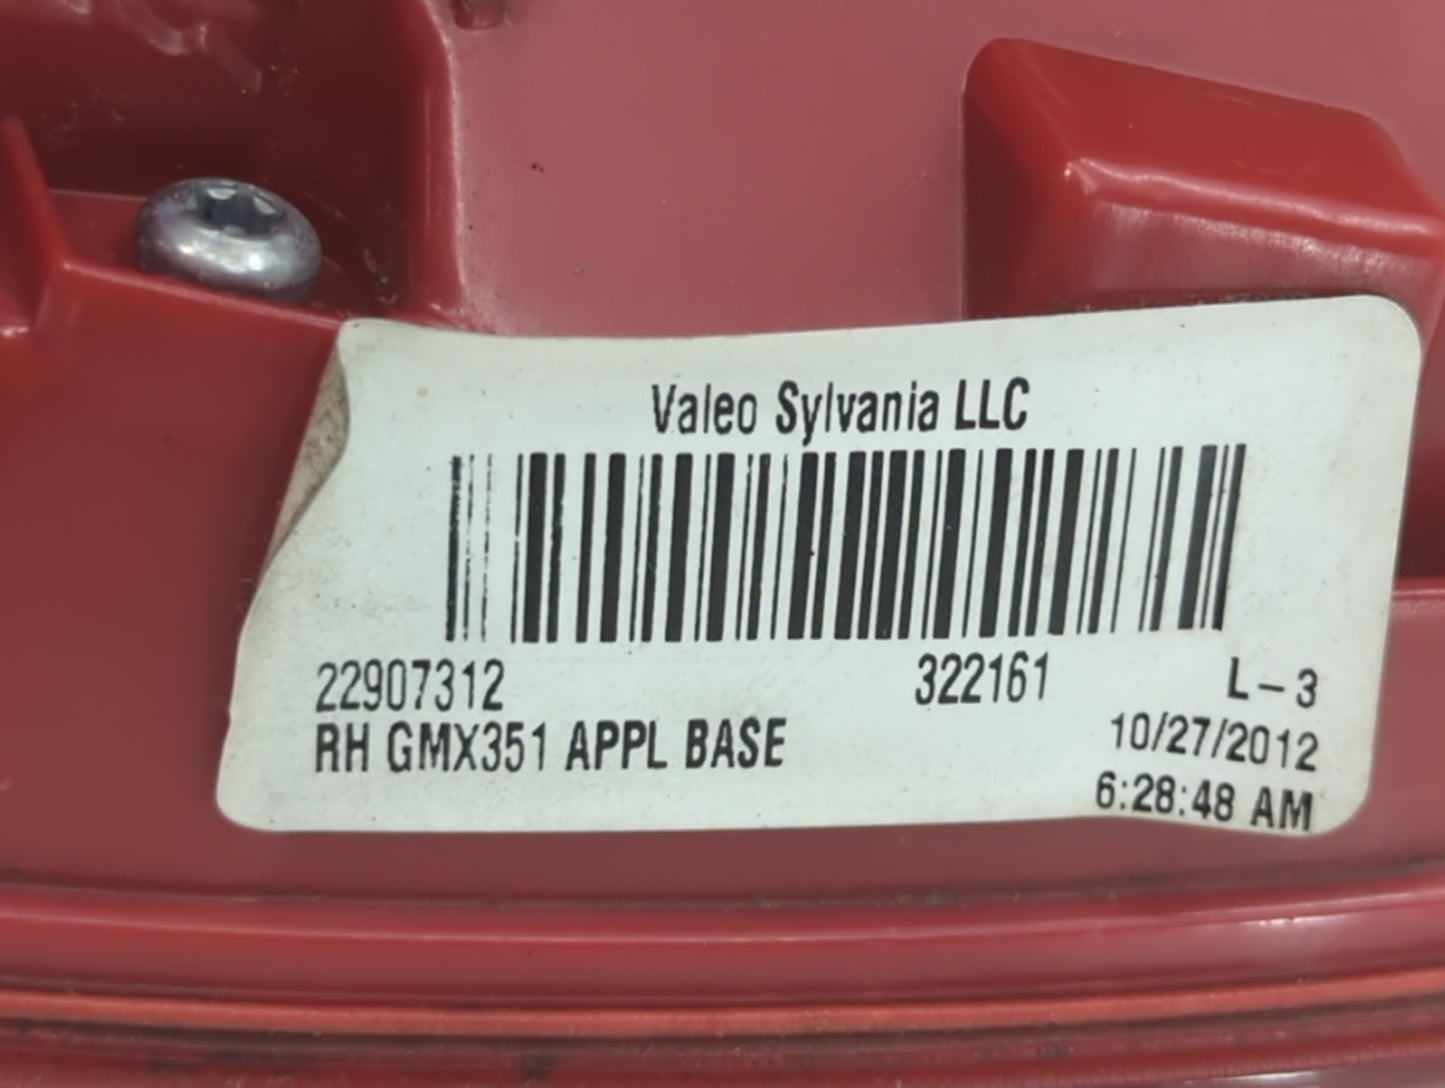 Valeo Sylvania LLC
22907312 322161 L-3
RH GMX351 APPL BASE 10/27/2012
6:28:48 AM